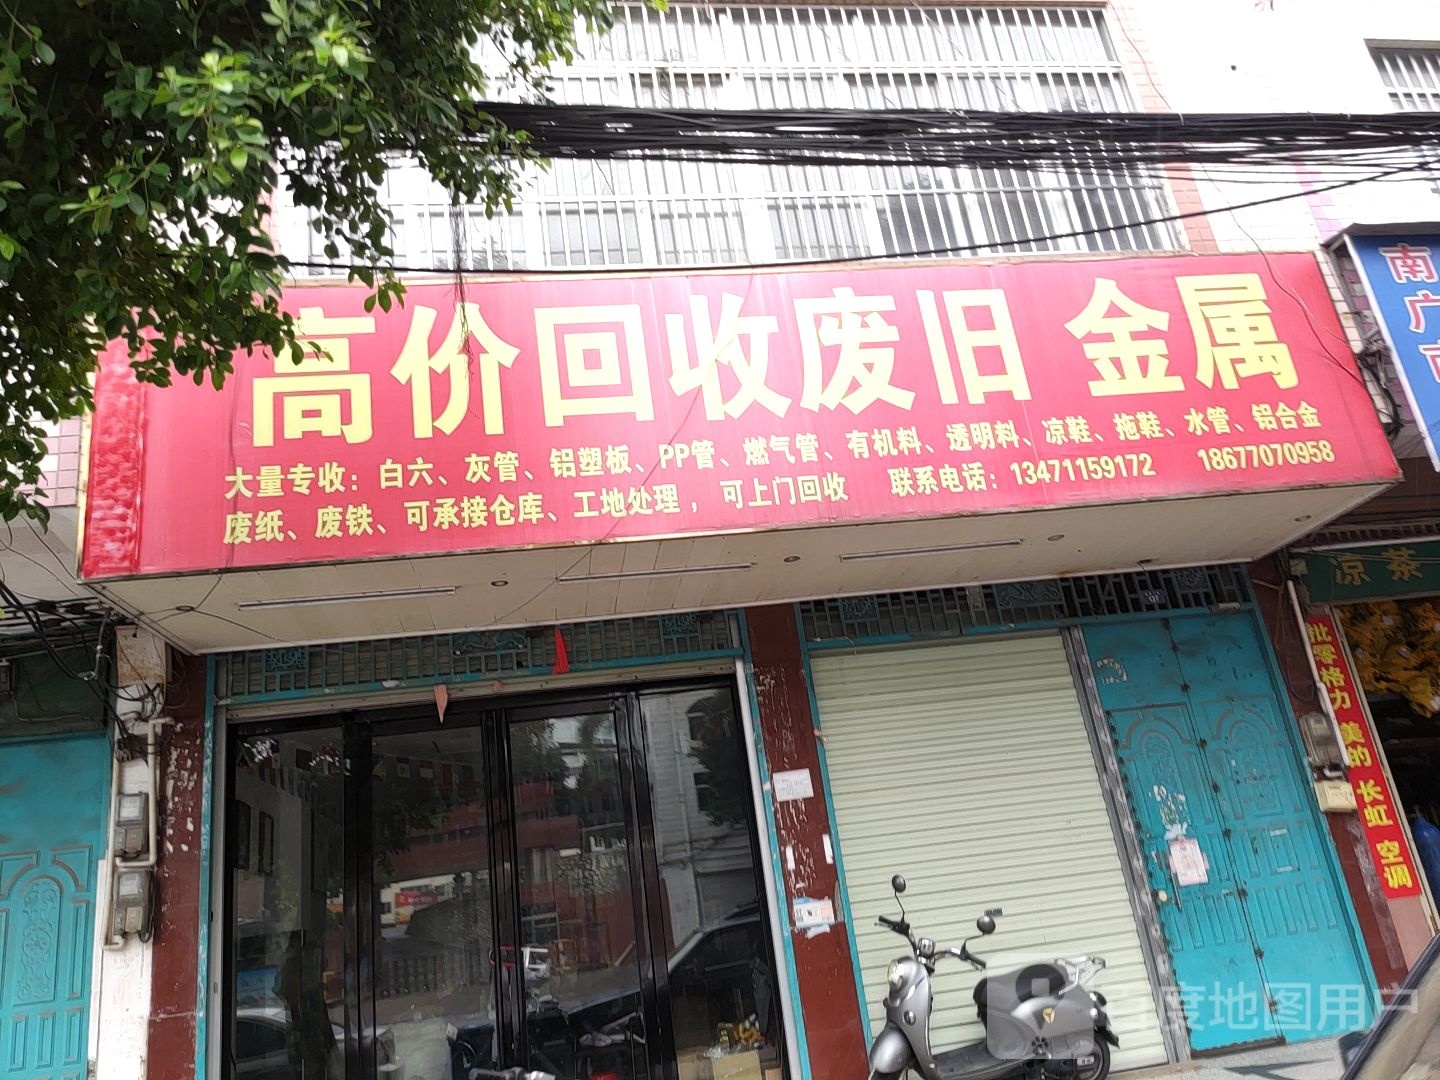 高价回收废旧 金属
大量专收：白六、灰管、铝塑板、PP管、燃气管、有机料、透明料、凉鞋、拖鞋、水管、铝合金
废纸、废铁、可承接仓库、工地处理，可上门回收 联系电话：13471159172 18677070958
南
广
凉茶
批零格力 美的 长虹 空调
百度地图用户